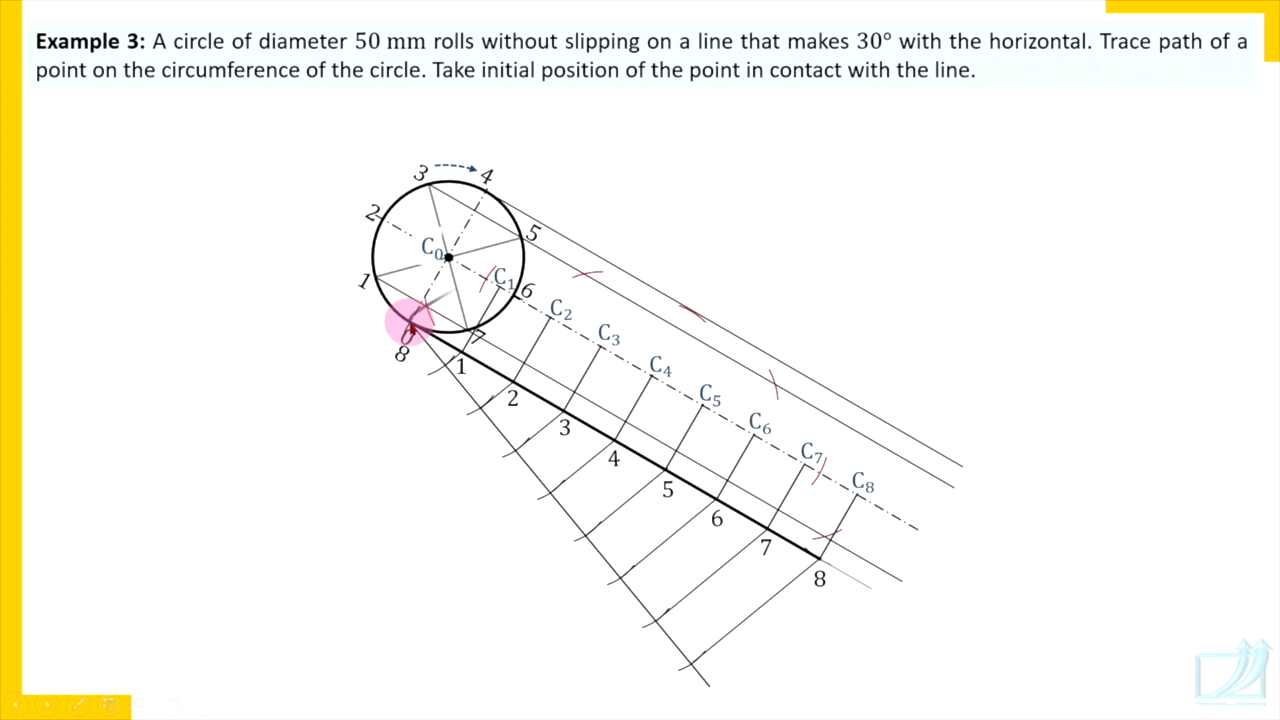 Example 3: A circle of diameter 50 mm rolls without slipping on a line that makes 30° with the horizontal. Trace path of a
point on the circumference of the circle. Take initial position of the point in contact with the line.
3
4
2
5
C₀
1
C₁
6
C₂
0
7
8
C₃
1
C₄
2
C₅
3
C₆
4
C₇
5
C₈
6
7
8